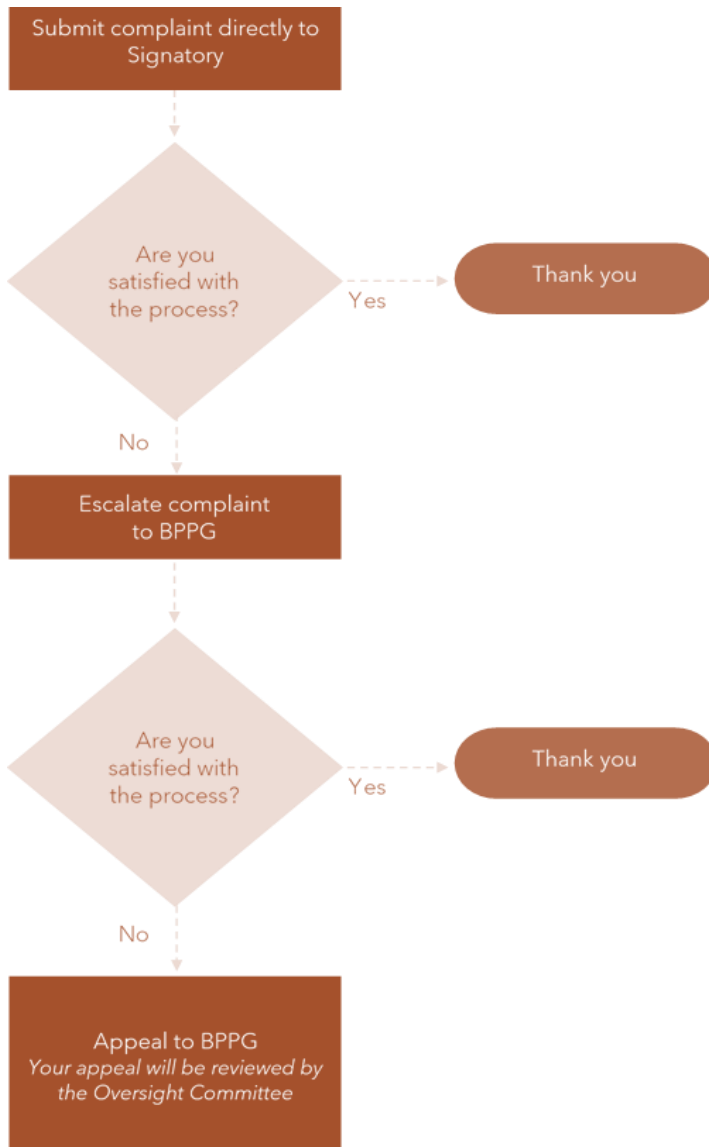 Submit complaint directly to
Signatory
Are you
satisfied with
the process?
Yes
Thank you
No
Escalate complaint
to BPPG
Are you
satisfied with
the process?
Yes
Thank you
No
Appeal to BPPG
Your appeal will be reviewed by
the Oversight Committee